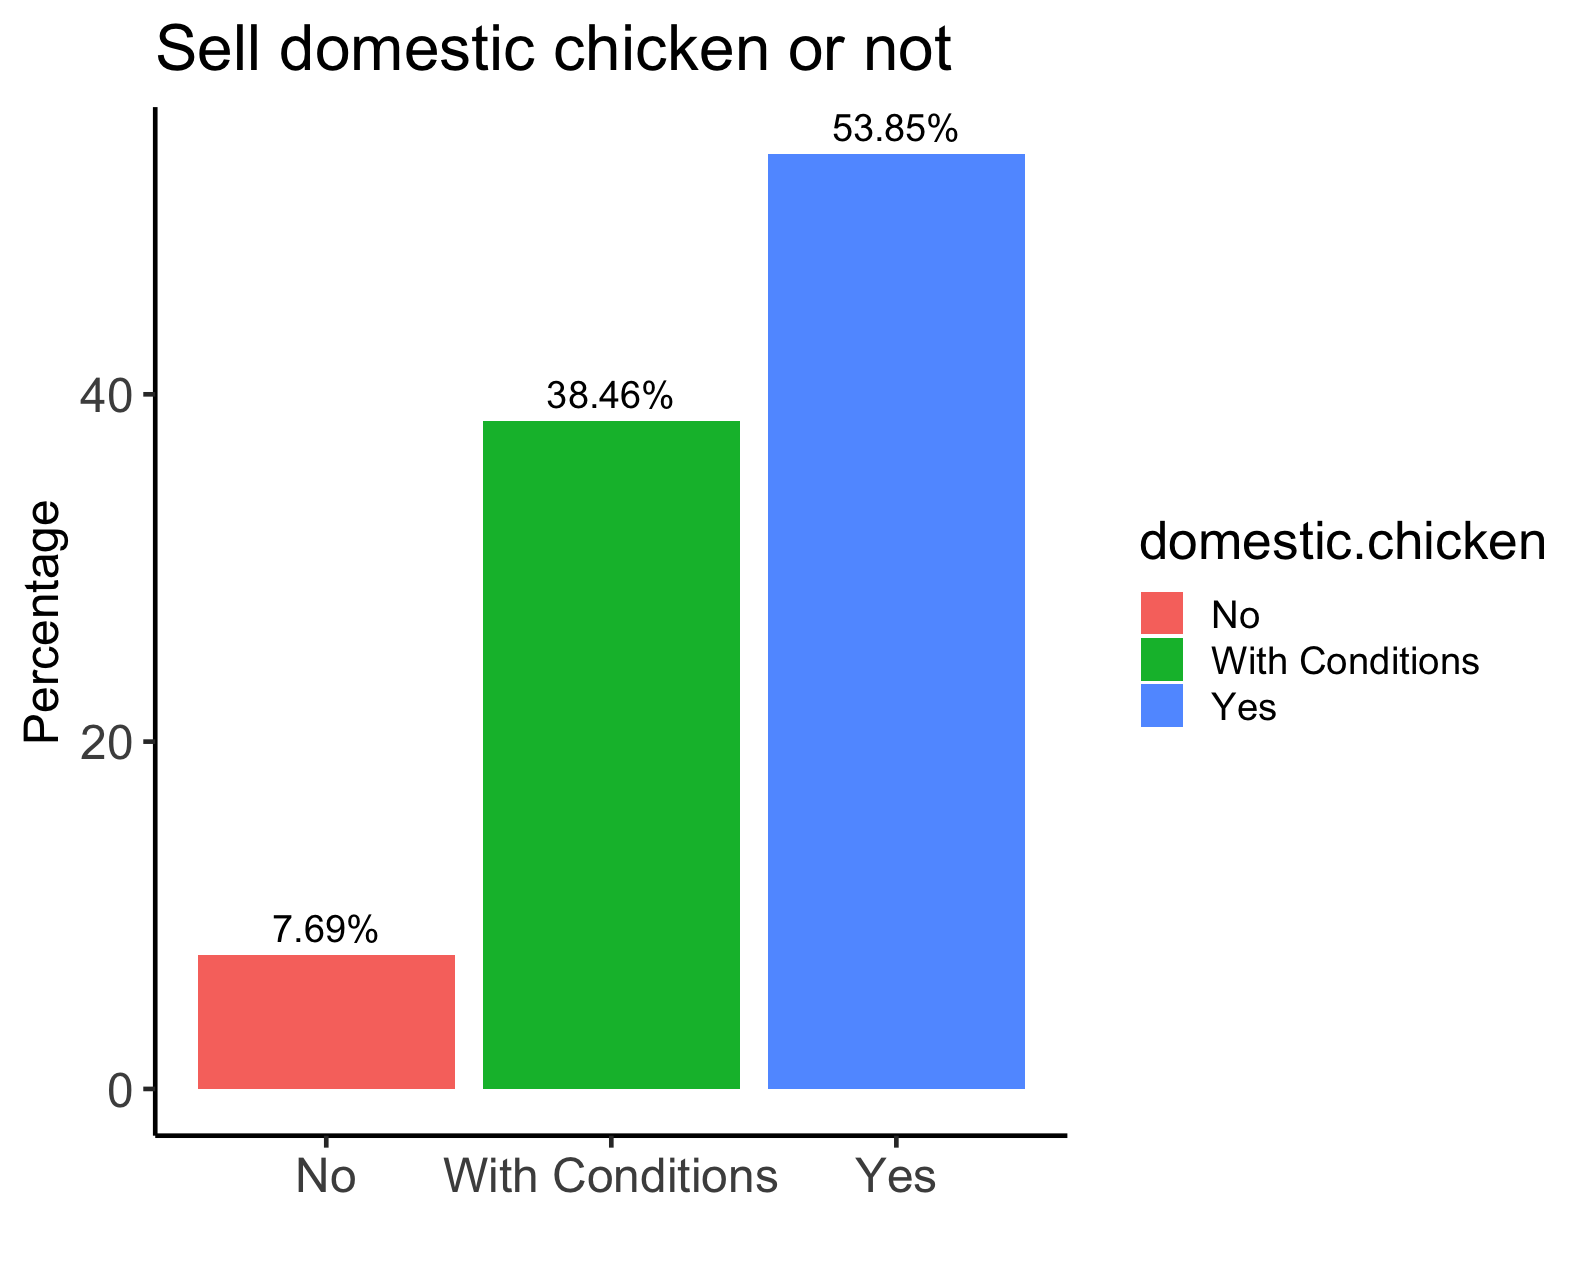 Sell domestic chicken or not
53.85%
38.46%
7.69%
Percentage
40
20
0
No
With Conditions
Yes
domestic.chicken
No
With Conditions
Yes